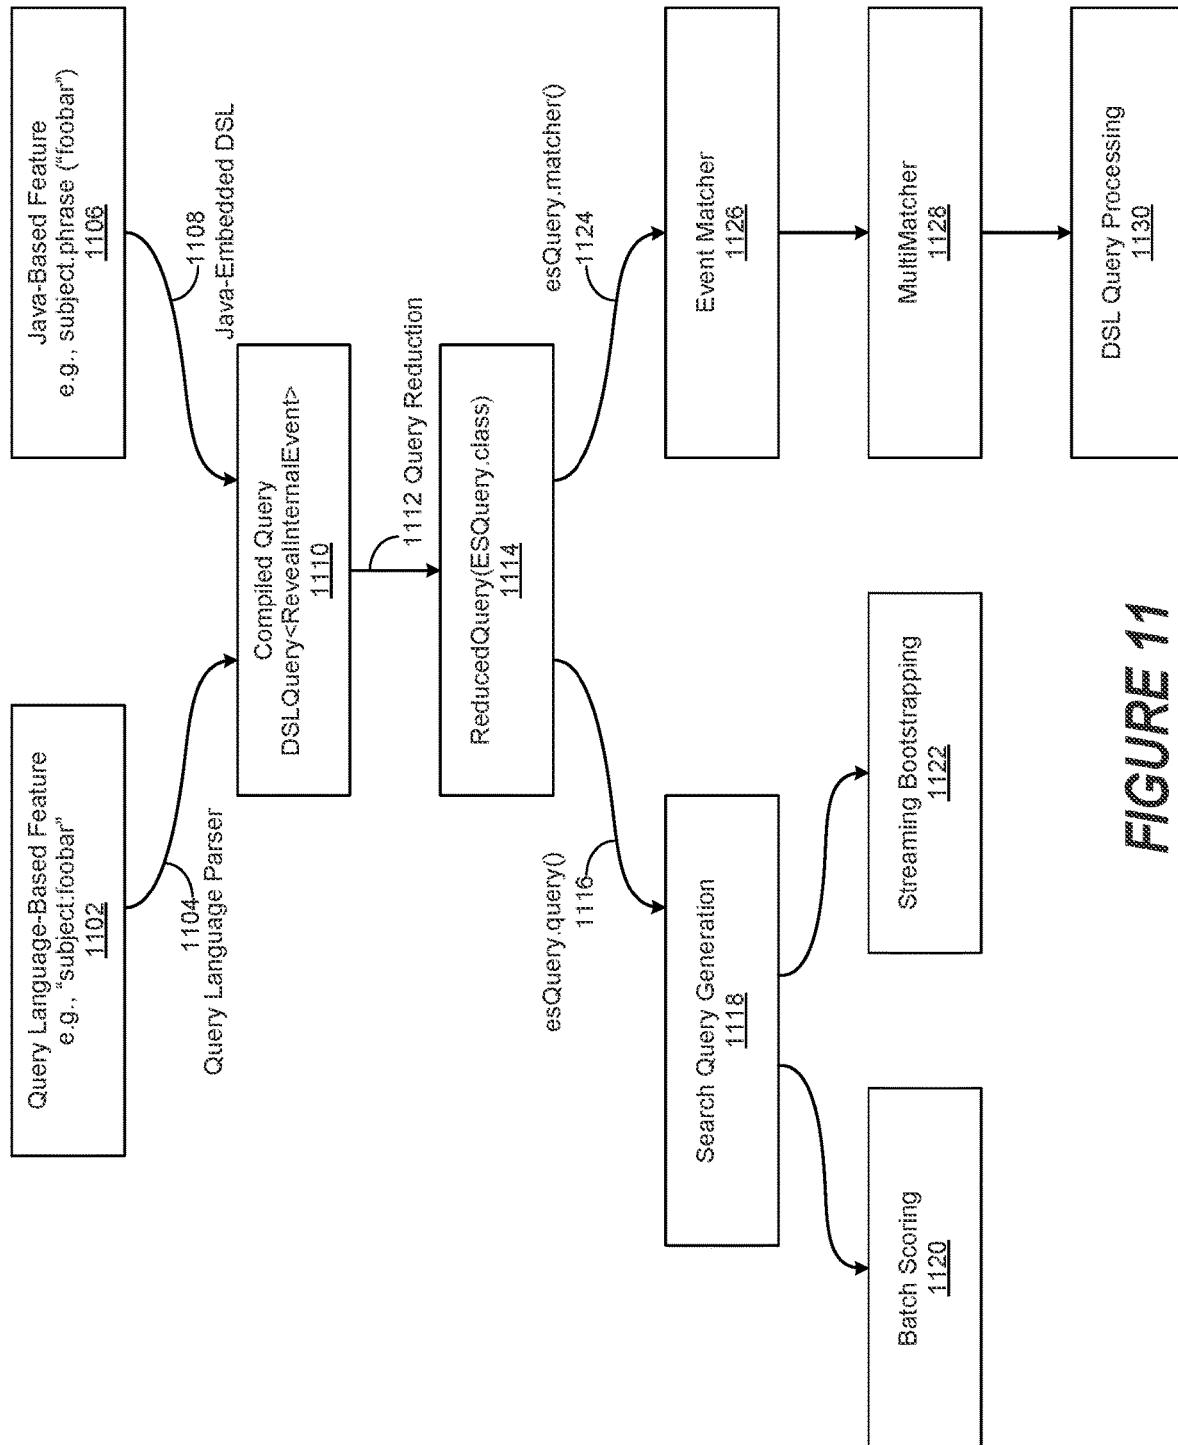 Query Language-Based Feature
e.g., “subject:foobar”
1102
Java-Based Feature
e.g., subject.phrase (“foobar”)
1106
1104
Query Language Parser
1108
Java-Embedded DSL
Compiled Query
DSLQuery<RevealInternalEvent>
1110
1112 Query Reduction
ReducedQuery(ESQuery.class)
1114
esQuery.query()
1116
esQuery.matcher()
1124
Search Query Generation
1118
Event Matcher
1126
Batch Scoring
1120
Streaming Bootstrapping
1122
MultiMatcher
1128
DSL Query Processing
1130
FIGURE 11